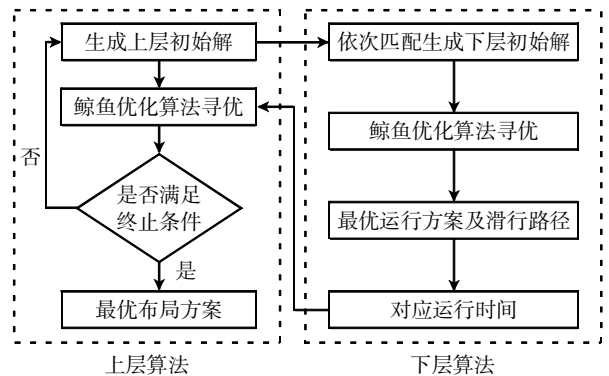 生成上层初始解
鲸鱼优化算法寻优
否
是否满足
终止条件
是
最优布局方案
上层算法
依次匹配生成下层初始解
鲸鱼优化算法寻优
最优运行方案及滑行路径
对应运行时间
下层算法